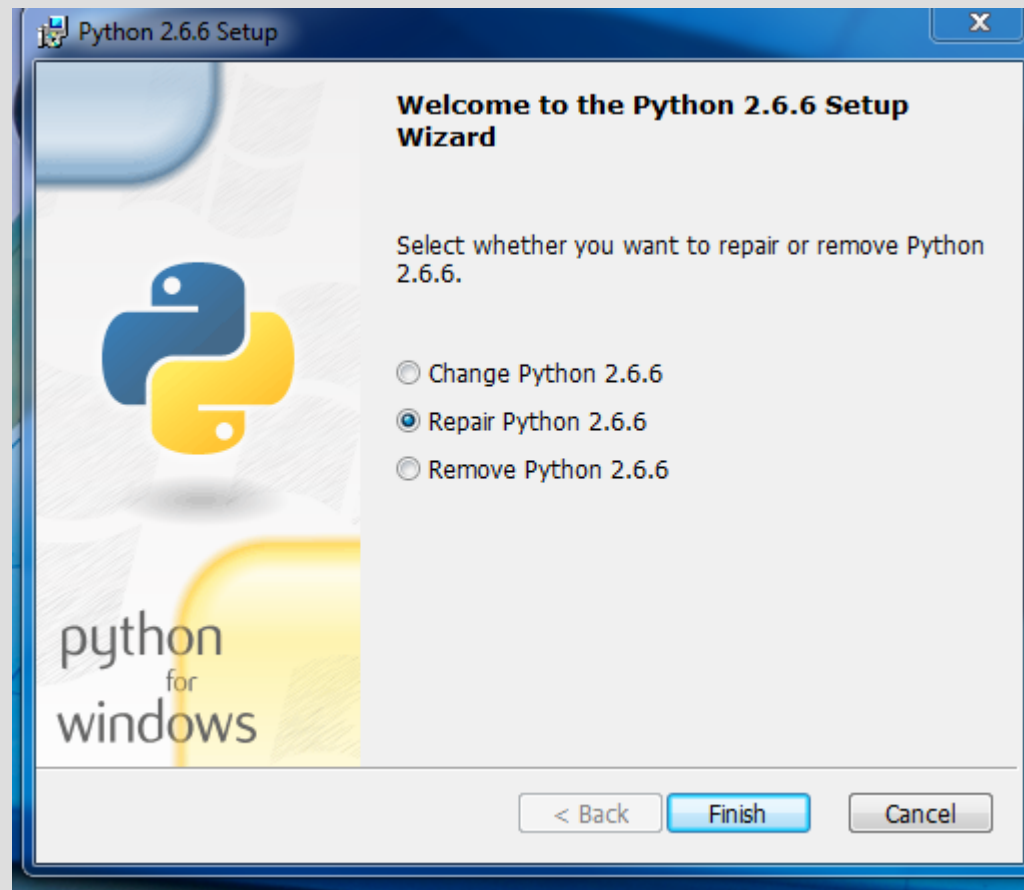 Python 2.6.6 Setup
X
Welcome to the Python 2.6.6 Setup
Wizard
Select whether you want to repair or remove Python
2.6.6.
Change Python 2.6.6
Repair Python 2.6.6
Remove Python 2.6.6
python
for
windows
< Back Finish Cancel